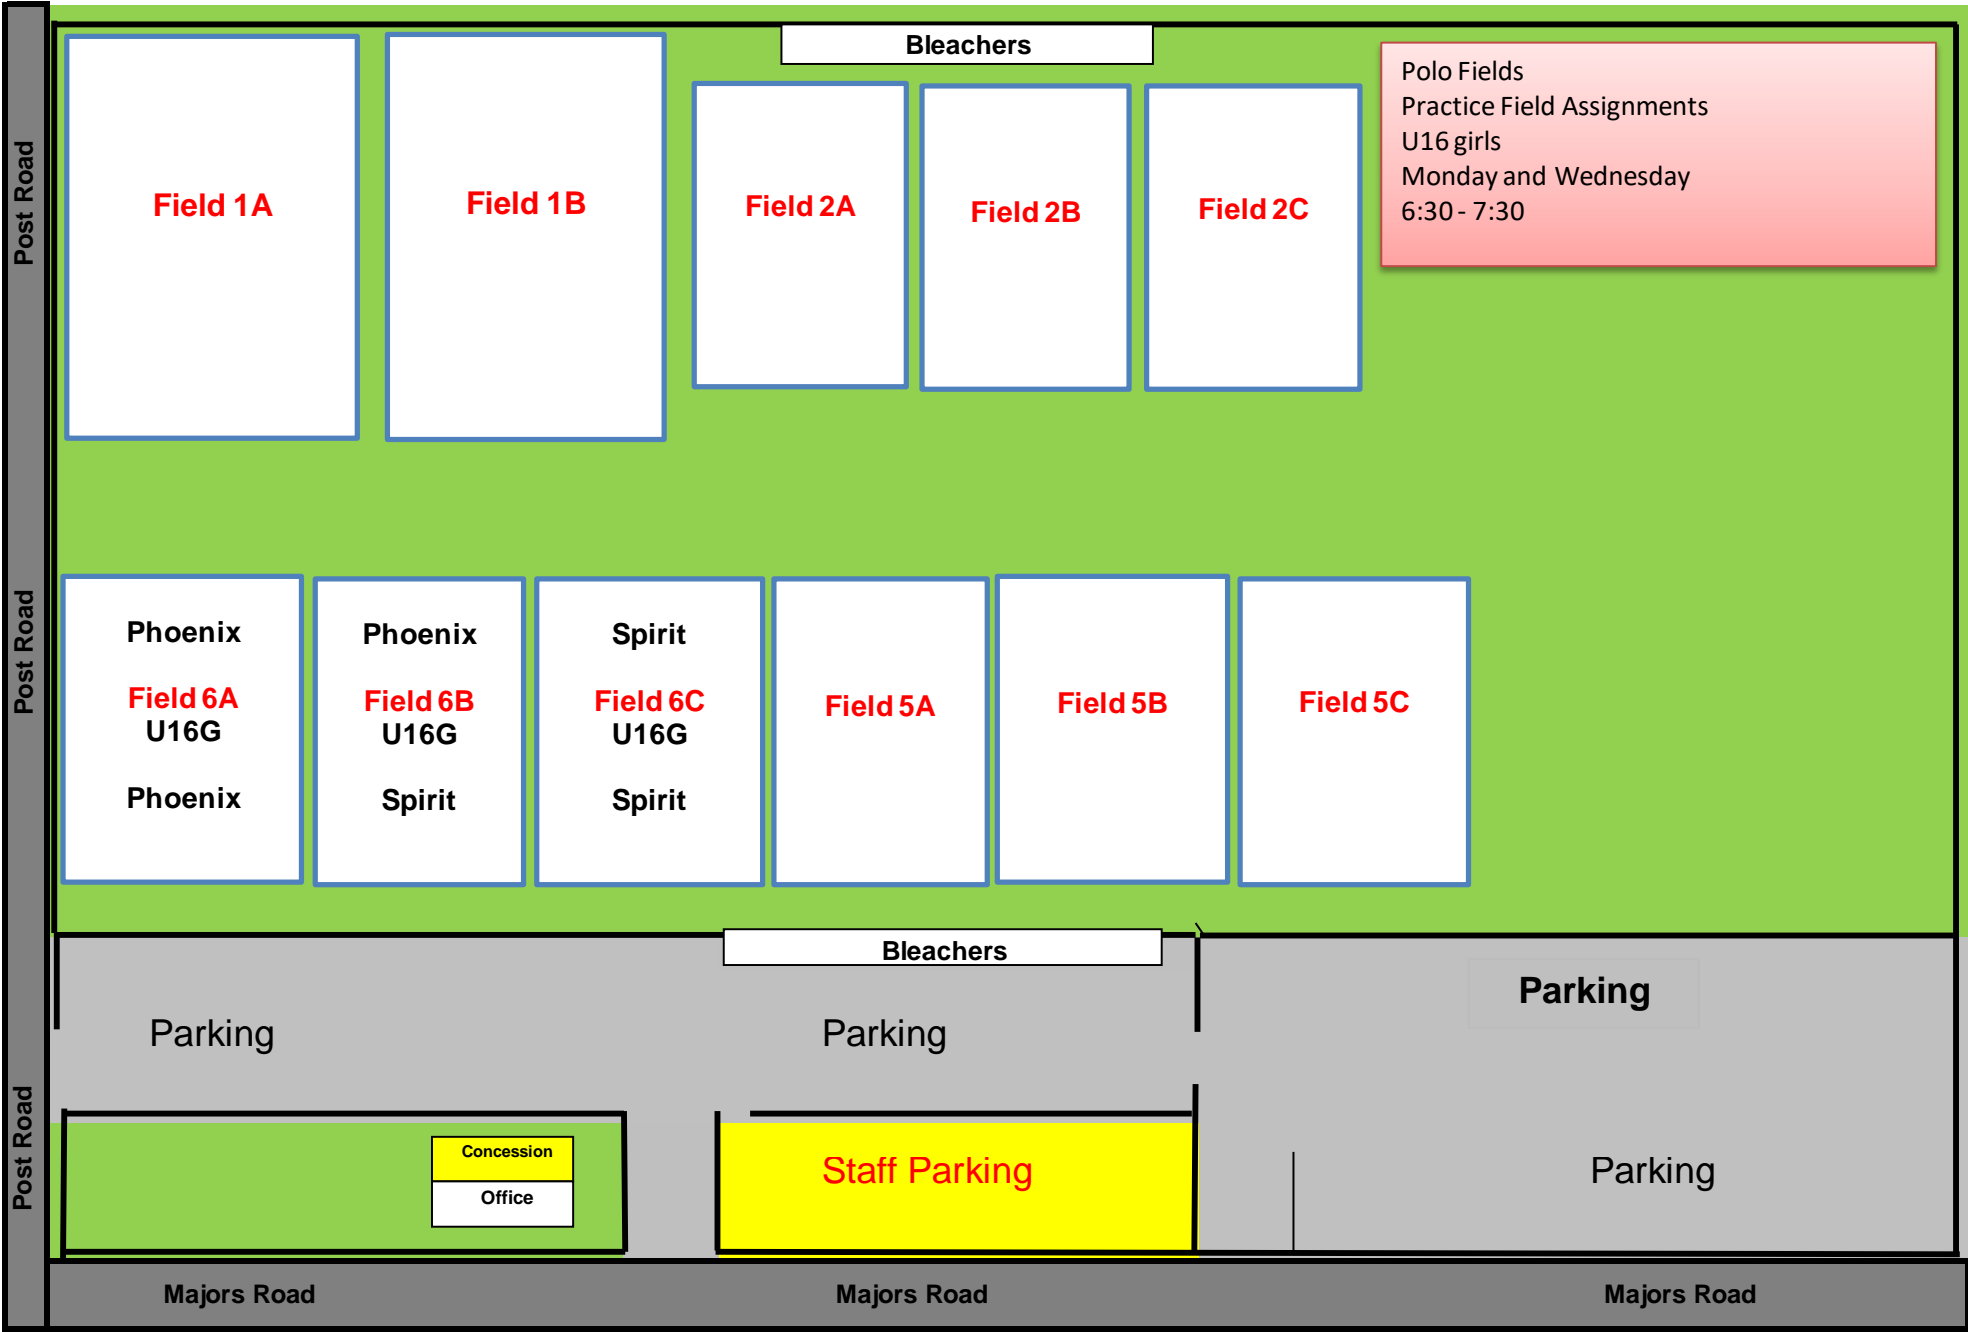 Bleachers
Polo Fields
Practice Field Assignments
U16 girls
Monday and Wednesday
6:30 - 7:30
Post Road
Field 1A
Field 1B
Field 2A
Field 2B
Field 2C
Post Road
Phoenix
Field 6A
U16G
Phoenix
Phoenix
Field 6B
U16G
Spirit
Spirit
Field 6C
U16G
Spirit
Field 5A
Field 5B
Field 5C
Bleachers
Parking
Parking
Parking
Post Road
Concession
Office
Staff Parking
Parking
Majors Road
Majors Road
Majors Road